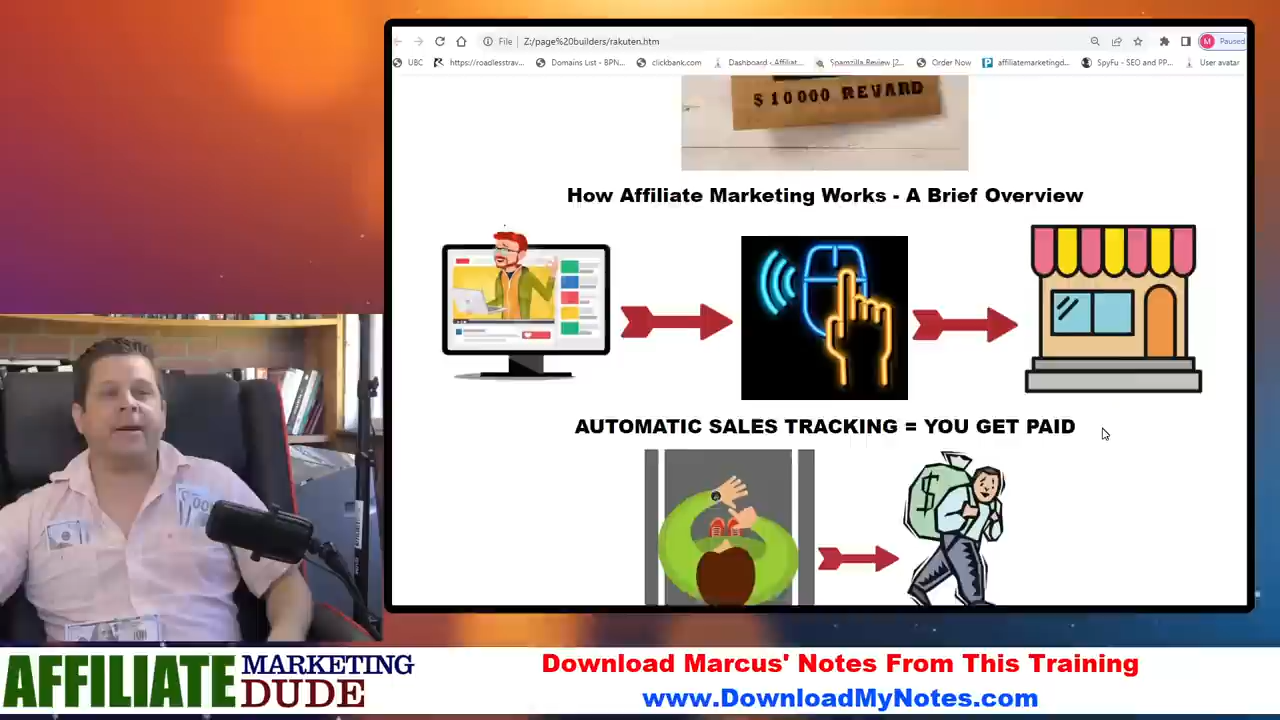 File
Z:/page%20builders/rakuten.htm
Paused
UBC
https://roadlesstrav...
Domains List - BPN...
clickbank.com
Dashboard - Affiliat...
Spamzilla Review [2...
Order Now
affiliatemarketingd...
SpyFu - SEO and PP...
User avatar
$10000 REWARD
How Affiliate Marketing Works - A Brief Overview
AUTOMATIC SALES TRACKING = YOU GET PAID
$
AFFILIATE MARKETING DUDE
Download Marcus' Notes From This Training
www.DownloadMyNotes.com